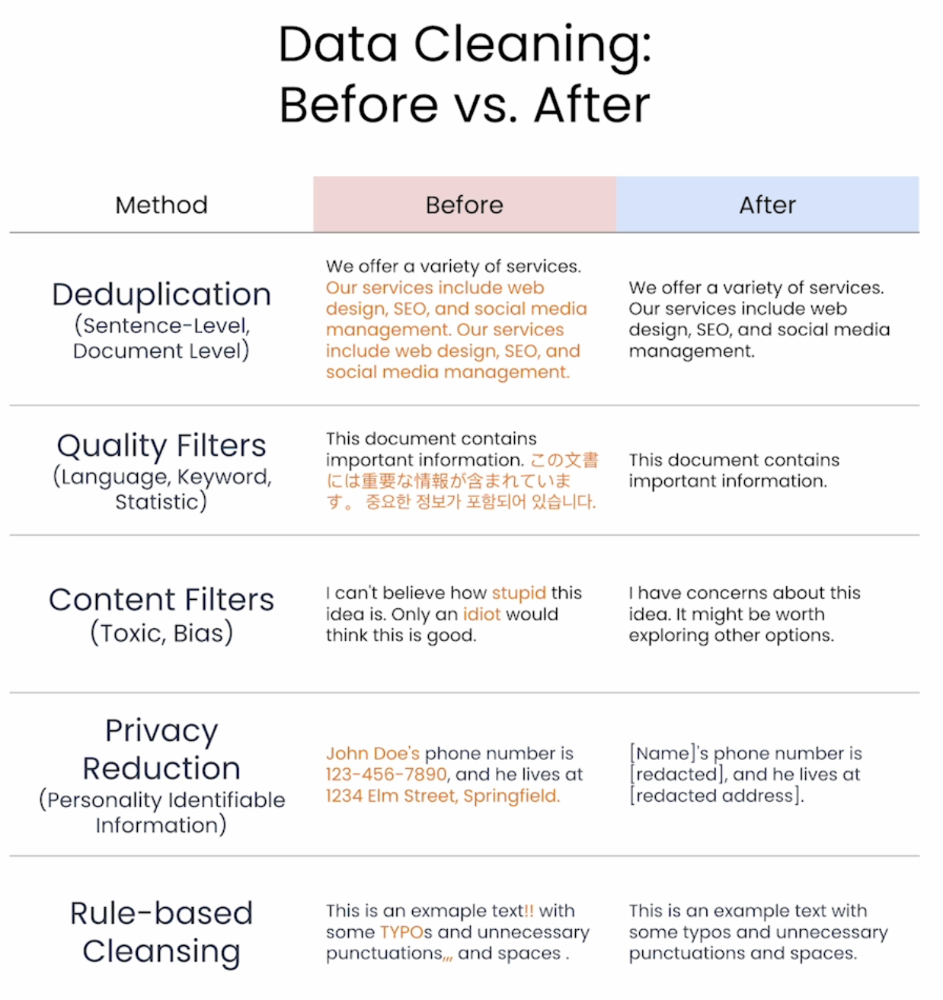 Data Cleaning:
Before vs. After
Method
Before
After
Deduplication
(Sentence-Level,
Document Level)
We offer a variety of services.
Our services include web
design, SEO, and social media
management. Our services
include web design, SEO, and
social media management.
We offer a variety of services.
Our services include web
design, SEO, and social media
management.
Quality Filters
(Language, Keyword,
Statistic)
This document contains
important information. この文書
には重要な情報が含まれていま
す。 중요한 정보가 포함되어 있습니다.
This document contains
important information.
Content Filters
(Toxic, Bias)
I can't believe how stupid this
idea is. Only an idiot would
think this is good.
I have concerns about this
idea. It might be worth
exploring other options.
Privacy
Reduction
(Personality Identifiable
Information)
John Doe's phone number is
123-456-7890, and he lives at
1234 Elm Street, Springfield.
[Name]'s phone number is
[redacted], and he lives at
[redacted address].
Rule-based
Cleansing
This is an exmaple text!! with
some TYPOs and unnecessary
punctuations,,, and spaces .
This is an example text with
some typos and unnecessary
punctuations and spaces.